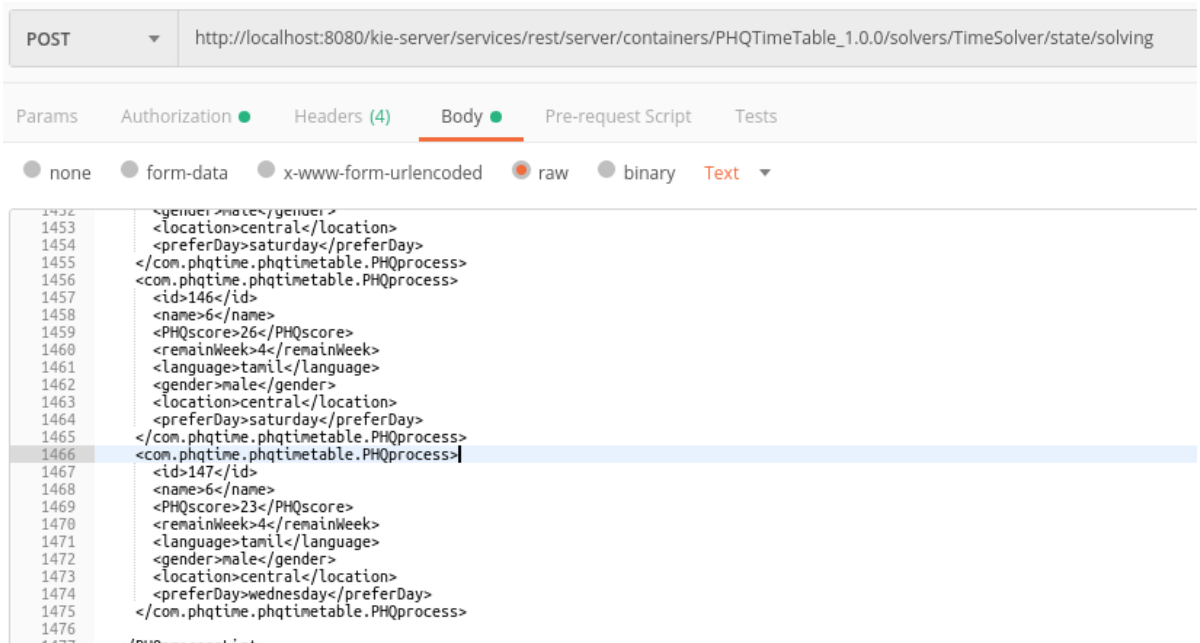 POST http://localhost:8080/kie-server/services/rest/server/containers/PHQTimeTable_1.0.0/solvers/TimeSolver/state/solving
Params Authorization Headers (4) Body Pre-request Script Tests
none form-data x-www-form-urlencoded raw binary Text
1452 <gender>male</gender>
1453 <location>central</location>
1454 <preferDay>saturday</preferDay>
1455 </com.phqtime.phqtimetable.PHQprocess>
1456 <com.phqtime.phqtimetable.PHQprocess>
1457 <id>146</id>
1458 <name>6</name>
1459 <PHQscore>26</PHQscore>
1460 <remainWeek>4</remainWeek>
1461 <language>tamil</language>
1462 <gender>male</gender>
1463 <location>central</location>
1464 <preferDay>saturday</preferDay>
1465 </com.phqtime.phqtimetable.PHQprocess>
1466 <com.phqtime.phqtimetable.PHQprocess>
1467 <id>147</id>
1468 <name>6</name>
1469 <PHQscore>23</PHQscore>
1470 <remainWeek>4</remainWeek>
1471 <language>tamil</language>
1472 <gender>male</gender>
1473 <location>central</location>
1474 <preferDay>wednesday</preferDay>
1475 </com.phqtime.phqtimetable.PHQprocess>
1476
1477